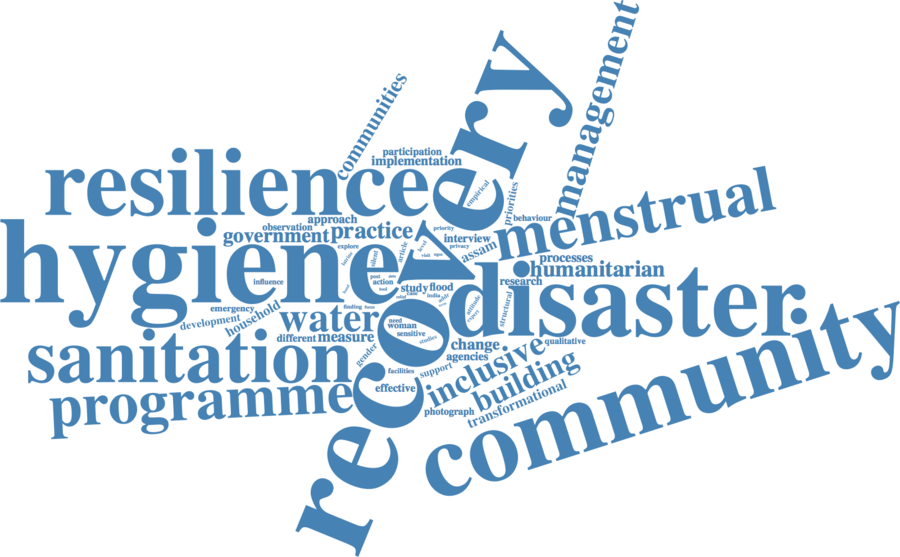 management
recovery
communities
participation
implementation
resilience
empirical
priorities
menstrual
behaviour
approach
observation
government
practice
priority
interview
privacy
assam
hygiene
explore
silent
article
level
visit
processes
humanitarian
research
influence
post
action
tool
study
flood
india
disaster
attitude
structural
emergency
development
household
finding
water
different
measure
need
woman
sensitive
studies
change
qualitative
sanitation
gender
agencies
inclusive
facilities
support
building
programme
effective
photograph
transformational
community